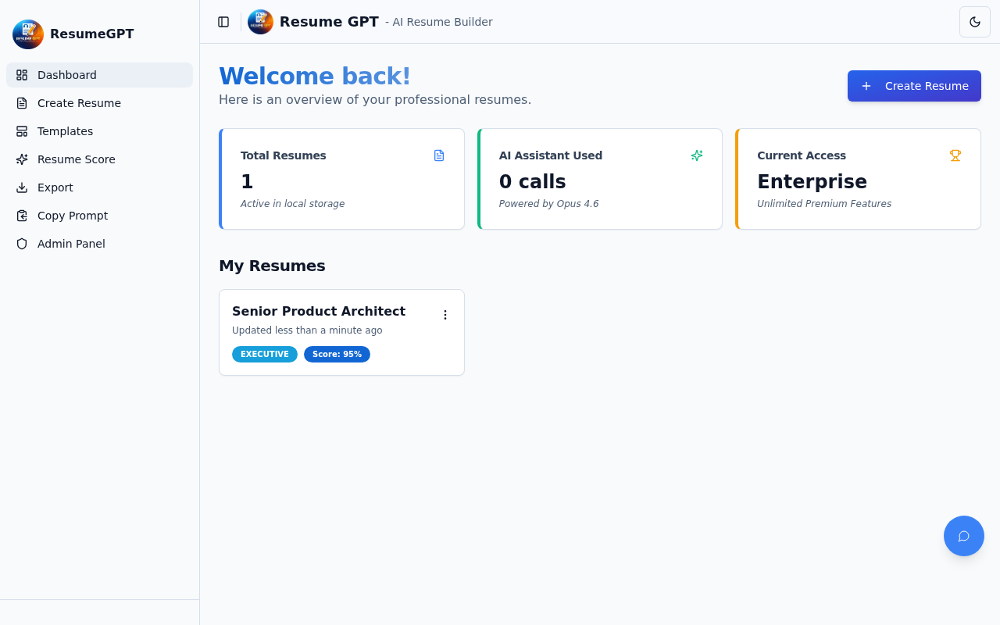 ResumeGPT
Dashboard
Create Resume
Templates
Resume Score
Export
Copy Prompt
Admin Panel
Resume GPT - AI Resume Builder
Welcome back!
Here is an overview of your professional resumes.
Create Resume
Total Resumes
1
Active in local storage
AI Assistant Used
0 calls
Powered by Opus 4.6
Current Access
Enterprise
Unlimited Premium Features
My Resumes
Senior Product Architect
Updated less than a minute ago
EXECUTIVE
Score: 95%